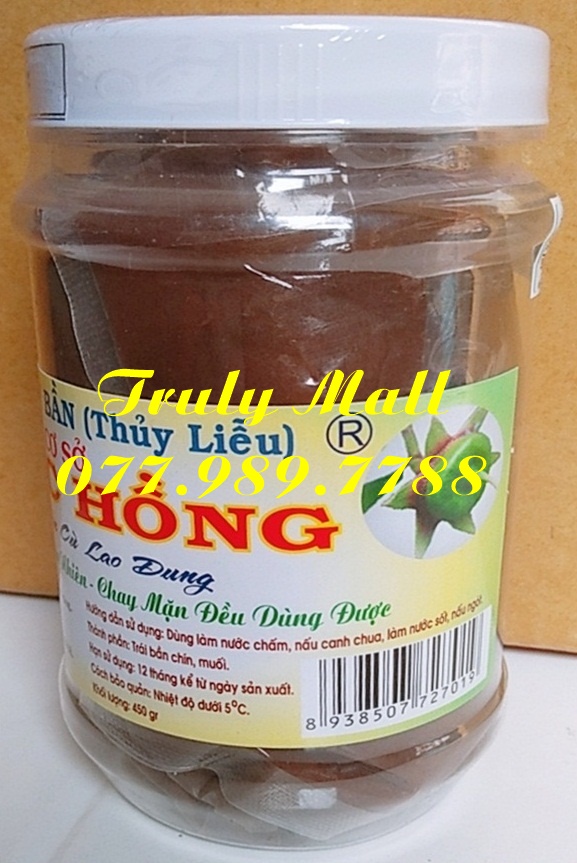 Truly Mall
077.989.7788
BẦN (Thủy Liễu) ®
SỞ
HỒNG
Cù Lao Dung
Nhiên - Chay Mặn Đều Dùng Được
Hướng dẫn sử dụng: Dùng làm nước chấm, nấu canh chua, làm nước sốt, nấu ngót.
Thành phần: Trái bần chín, muối.
Hạn sử dụng: 12 tháng kể từ ngày sản xuất.
Cách bảo quản: Nhiệt độ dưới 5°C.
Khối lượng: 450 gr
8 938507 727019